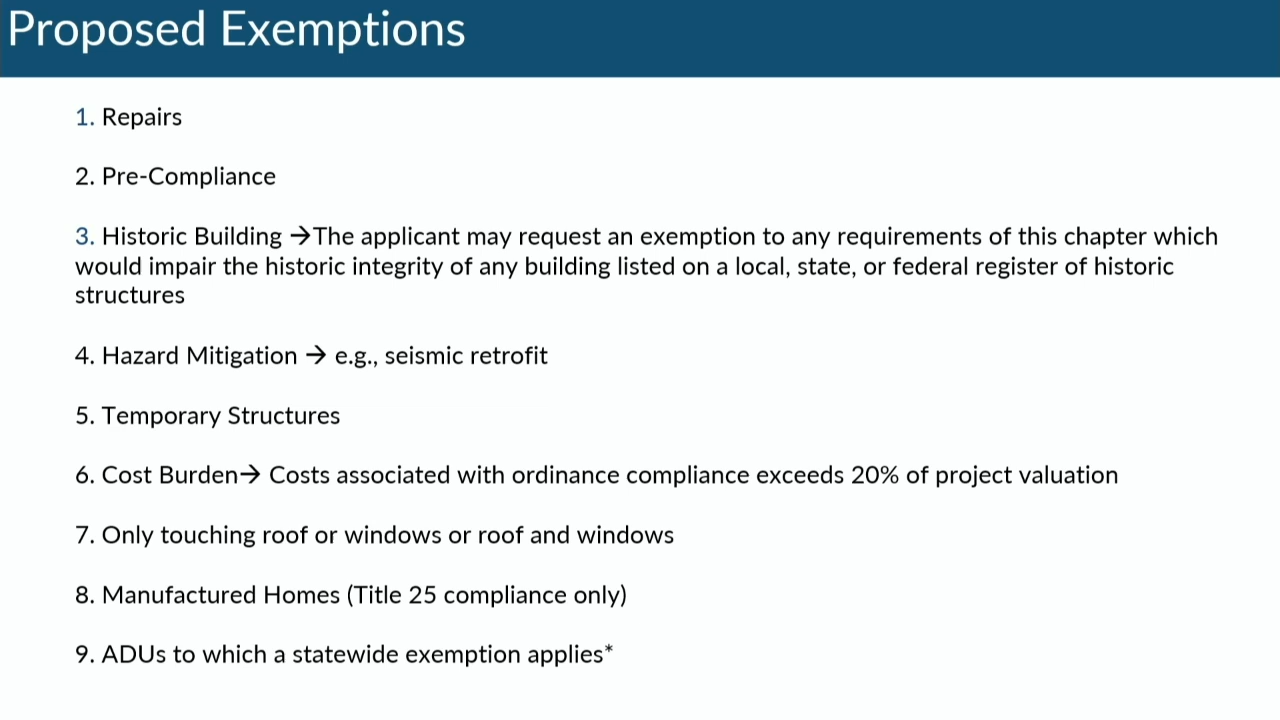 Proposed Exemptions
1. Repairs
2. Pre-Compliance
3. Historic Building →The applicant may request an exemption to any requirements of this chapter which
would impair the historic integrity of any building listed on a local, state, or federal register of historic
structures
4. Hazard Mitigation → e.g., seismic retrofit
5. Temporary Structures
6. Cost Burden→ Costs associated with ordinance compliance exceeds 20% of project valuation
7. Only touching roof or windows or roof and windows
8. Manufactured Homes (Title 25 compliance only)
9. ADUs to which a statewide exemption applies*